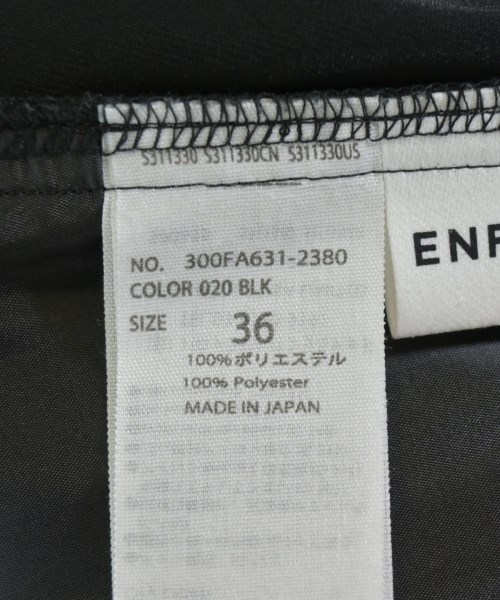 S311330 S311330CN S311330US
NO. 300FA631-2380
COLOR 020 BLK
SIZE 36
100%ポリエステル
100% Polyester
MADE IN JAPAN